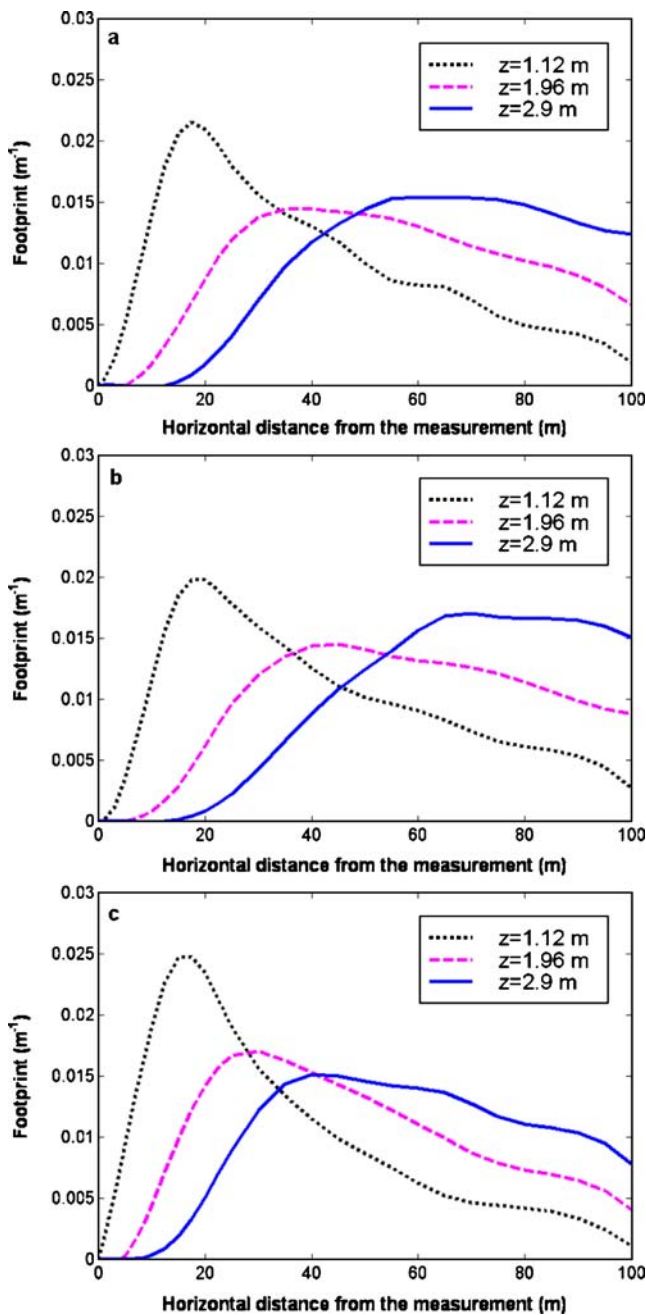 a
0.03
z=1.12 m
z=1.96 m
z=2.9 m
0.025
0.02
0.015
0.01
0.005
0
Footprint (m⁻¹)
0 20 40 60 80 100
Horizontal distance from the measurement (m)
b
0.03
z=1.12 m
z=1.96 m
z=2.9 m
0.025
0.02
0.015
0.01
0.005
0
Footprint (m⁻¹)
0 20 40 60 80 100
Horizontal distance from the measurement (m)
c
0.03
z=1.12 m
z=1.96 m
z=2.9 m
0.025
0.02
0.015
0.01
0.005
0
Footprint (m⁻¹)
0 20 40 60 80 100
Horizontal distance from the measurement (m)